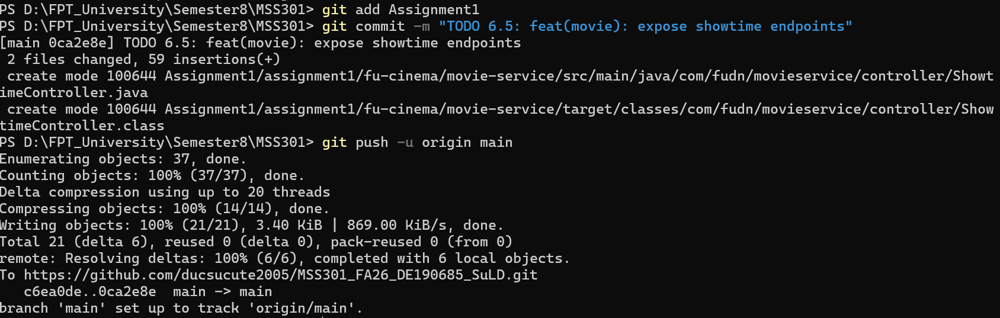 PS D:\FPT_University\Semester8\MSS301> git add Assignment1
PS D:\FPT_University\Semester8\MSS301> git commit -m "TODO 6.5: feat(movie): expose showtime endpoints"
[main 0ca2e8e] TODO 6.5: feat(movie): expose showtime endpoints
 2 files changed, 59 insertions(+)
 create mode 100644 Assignment1/assignment1/fu-cinema/movie-service/src/main/java/com/fudn/movieservice/controller/Showt
imeController.java
 create mode 100644 Assignment1/assignment1/fu-cinema/movie-service/target/classes/com/fudn/movieservice/controller/Show
timeController.class
PS D:\FPT_University\Semester8\MSS301> git push -u origin main
Enumerating objects: 37, done.
Counting objects: 100% (37/37), done.
Delta compression using up to 20 threads
Compressing objects: 100% (14/14), done.
Writing objects: 100% (21/21), 3.40 KiB | 869.00 KiB/s, done.
Total 21 (delta 6), reused 0 (delta 0), pack-reused 0 (from 0)
remote: Resolving deltas: 100% (6/6), completed with 6 local objects.
To https://github.com/ducsucute2005/MSS301_FA26_DE190685_SuLD.git
   c6ea0de..0ca2e8e  main -> main
branch 'main' set up to track 'origin/main'.